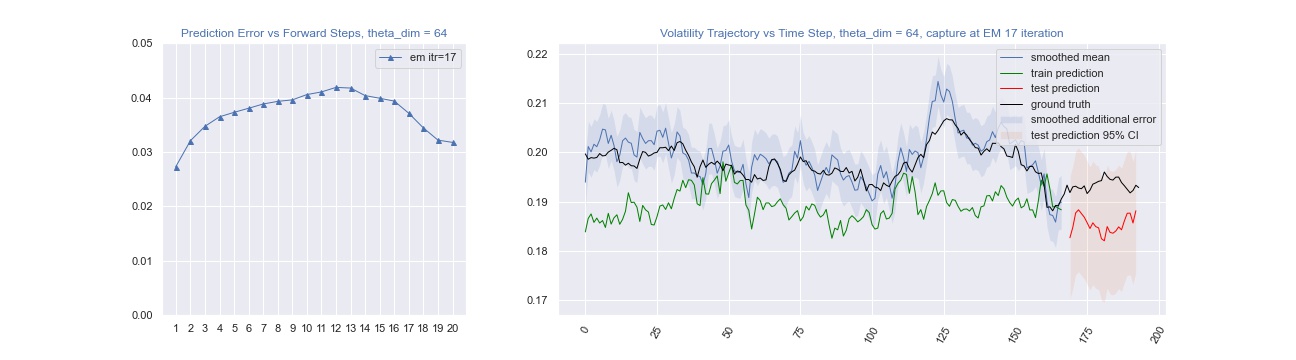 Prediction Error vs Forward Steps, theta_dim = 64
0.05
0.04
0.03
0.02
0.01
0.00
em itr=17
1 2 3 4 5 6 7 8 9 10 11 12 13 14 15 16 17 18 19 20
Volatility Trajectory vs Time Step, theta_dim = 64, capture at EM 17 iteration
0.22
0.21
0.20
0.19
0.18
0.17
smoothed mean
train prediction
test prediction
ground truth
smoothed additional error
test prediction 95% CI
0 25 50 75 100 125 150 175 200